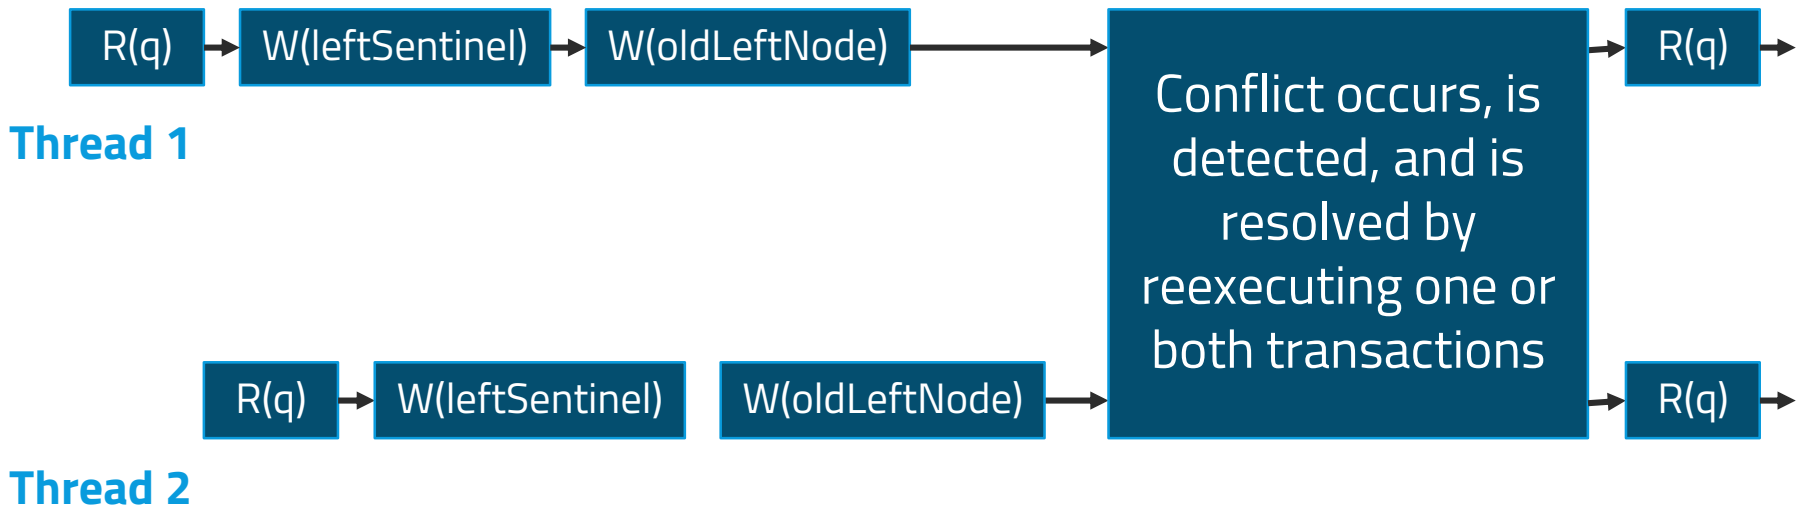 R(q)
W(leftSentinel)
W(oldLeftNode)
Thread 1
Conflict occurs, is
detected, and is
resolved by
reexecuting one or
both transactions
R(q)
R(q)
W(leftSentinel)
W(oldLeftNode)
R(q)
Thread 2